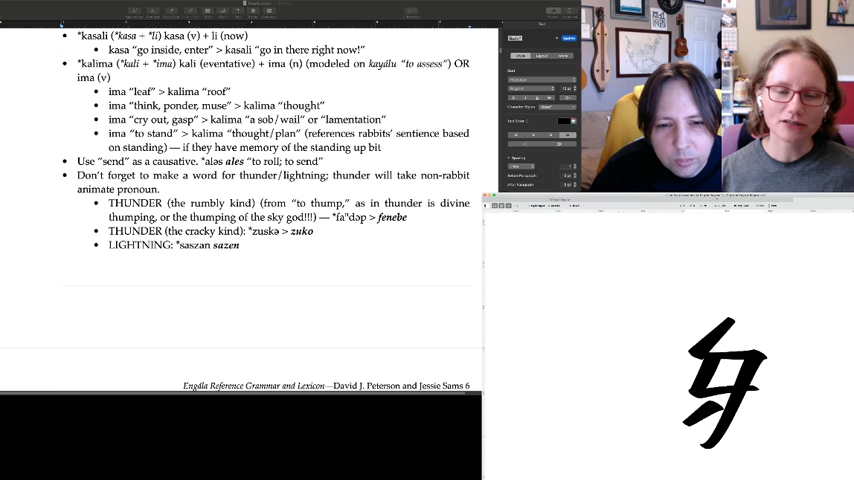 • *kasali (*kasa + *li) kasa (v) + li (now)
• kasa “go inside, enter” > kasali “go in there right now!”
• *kalima (*kali + *ima) kali (eventative) + ima (n) (modeled on kayálu “to assess”) OR
ima (v)
• ima “leaf” > kalima “roof”
• ima “think, ponder, muse” > kalima “thought”
• ima “cry out, gasp” > kalima “a sob/wail” or “lamentation”
• ima “to stand” > kalima “thought/plan” (references rabbits’ sentience based
on standing) — if they have memory of the standing up bit
• Use “send” as a causative. *aləs ales “to roll; to send”
• Don’t forget to make a word for thunder/lightning; thunder will take non-rabbit
animate pronoun.
• THUNDER (the rumbly kind) (from “to thump,” as in thunder is divine
thumping, or the thumping of the sky god!!!) — *faⁿdəp > fenebe
• THUNDER (the cracky kind): *zuskə > zuko
• LIGHTNING: *saszan sazen
Engála Reference Grammar and Lexicon—David J. Peterson and Jessie Sams 6